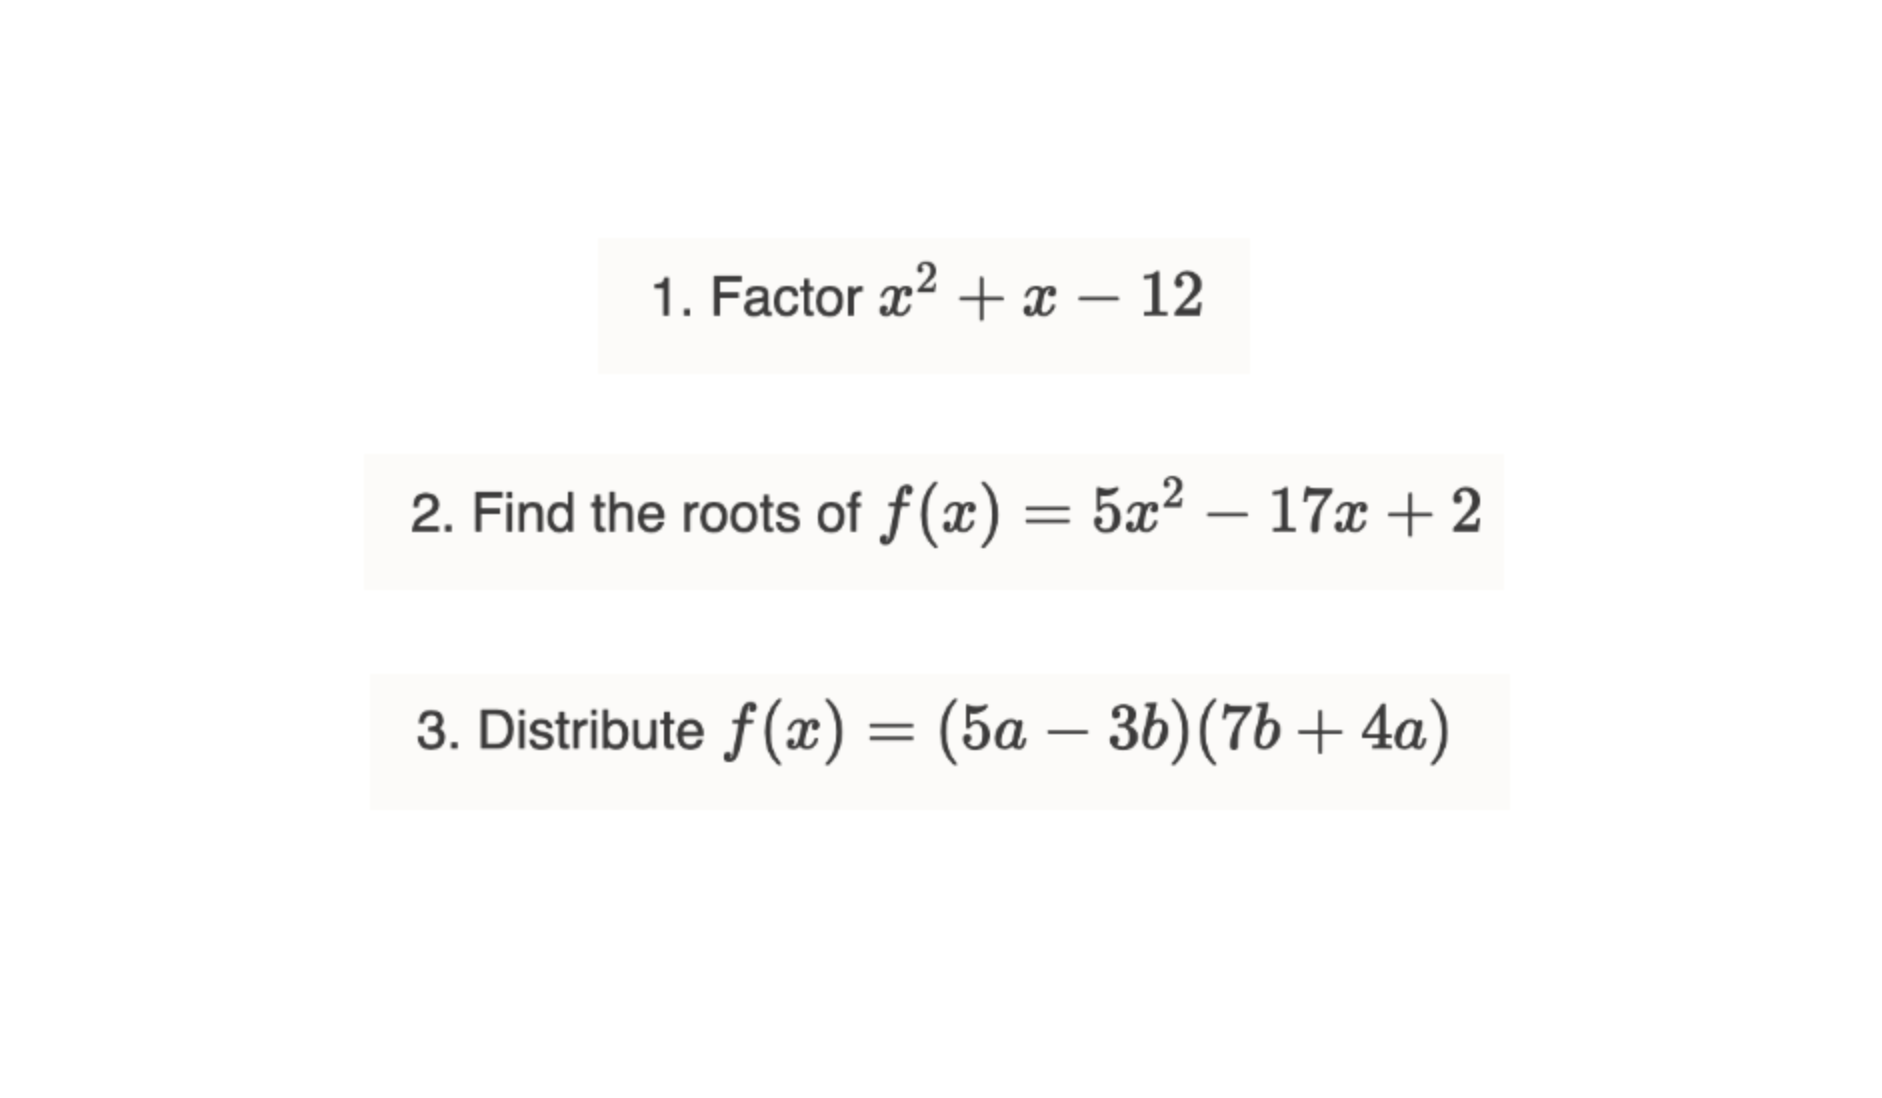 1. Factor x² + x − 12
2. Find the roots of f(x) = 5x² − 17x + 2
3. Distribute f(x) = (5a − 3b)(7b + 4a)